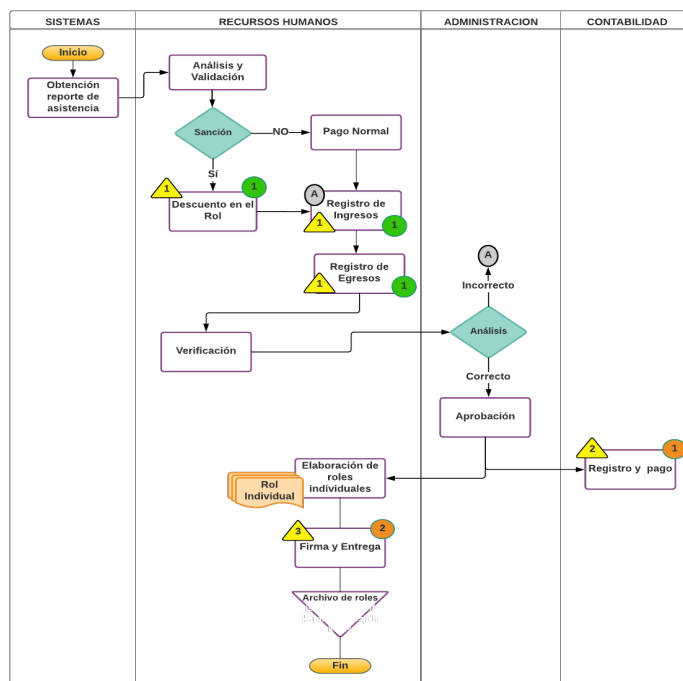 SISTEMAS
RECURSOS HUMANOS
ADMINISTRACION
CONTABILIDAD
Inicio
Obtención
reporte de
asistencia
Análisis y
Validación
Sanción
NO
Pago Normal
Sí
1
1
Descuento en el
Rol
A
Registro de
Ingresos
1
1
Registro de
Egresos
1
1
Verificación
A
Incorrecto
Análisis
Correcto
Aprobación
2
1
Registro y pago
Elaboración de
roles
individuales
Rol
Individual
3
2
Firma y Entrega
Archivo de roles
Fin